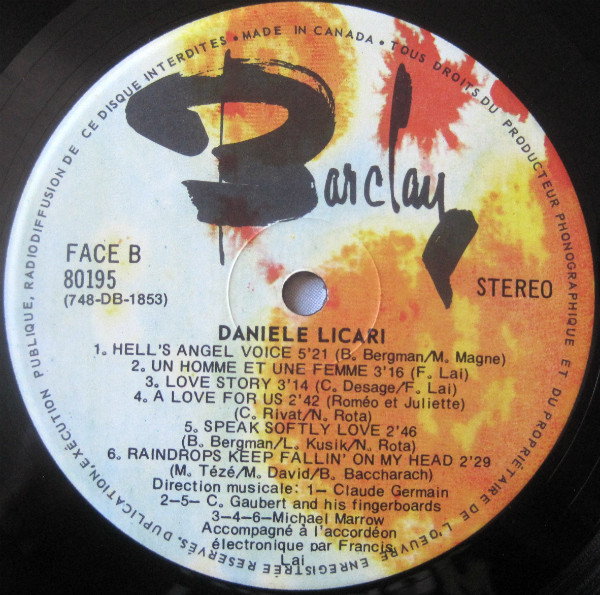 ENREGISTRÉE RÉSERVÉS. DUPLICATION, EXÉCUTION PUBLIQUE, RADIODIFFUSION DE CE DISQUE INTERDITES • MADE IN CANADA • TOUS DROITS DU PRODUCTEUR PHONOGRAPHIQUE ET DU PROPRIÉTAIRE DE L'OEUVRE
Barclay
FACE B
80195
(748-DB-1853)
STEREO
DANIELE LICARI
1. HELL'S ANGEL VOICE 5'21 (B. Bergman/M. Magne)
2. UN HOMME ET UNE FEMME 3'16 (F. Lai)
3. LOVE STORY 3'14 (C. Desage/F. Lai)
4. A LOVE FOR US 2'42 (Roméo et Juliette)
(C. Rivat/N. Rota)
5. SPEAK SOFTLY LOVE 2'46
(B. Bergman/L. Kusik/N. Rota)
6. RAINDROPS KEEP FALLIN' ON MY HEAD 2'29
(M. Tézé/M. David/B. Baccharach)
Direction musicale: 1- Claude Germain
2-5- C. Gaubert and his fingerboards
3-4-6-Michael Marrow
Accompagné à l'accordéon
électronique par Francis
Lai